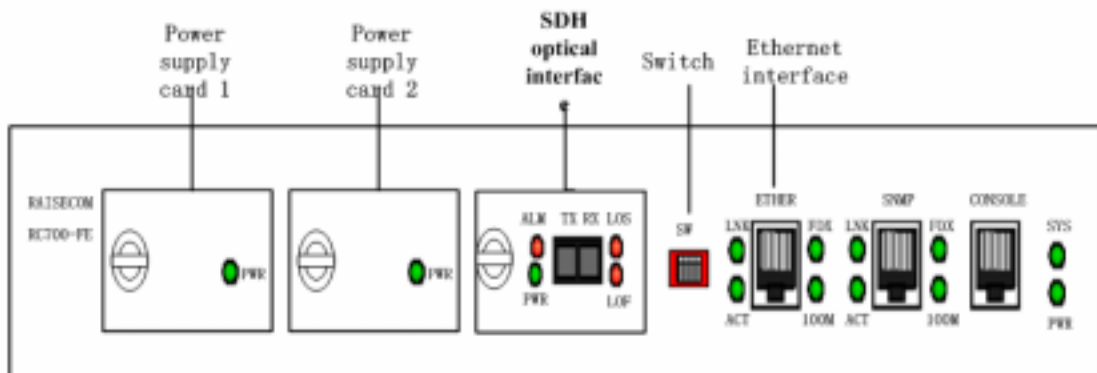 Power
supply
card 1
Power
supply
card 2
SDH
optical
interfac
e
Switch
Ethernet
interface
RAISECOM
RC700-FE
PWR
PWR
ALM TX RX LOS
PWR LOF
SW
ETHER
LNK FDX
ACT 100M
SNMP
LNK FDX
ACT 100M
CONSOLE
SYS
PWR